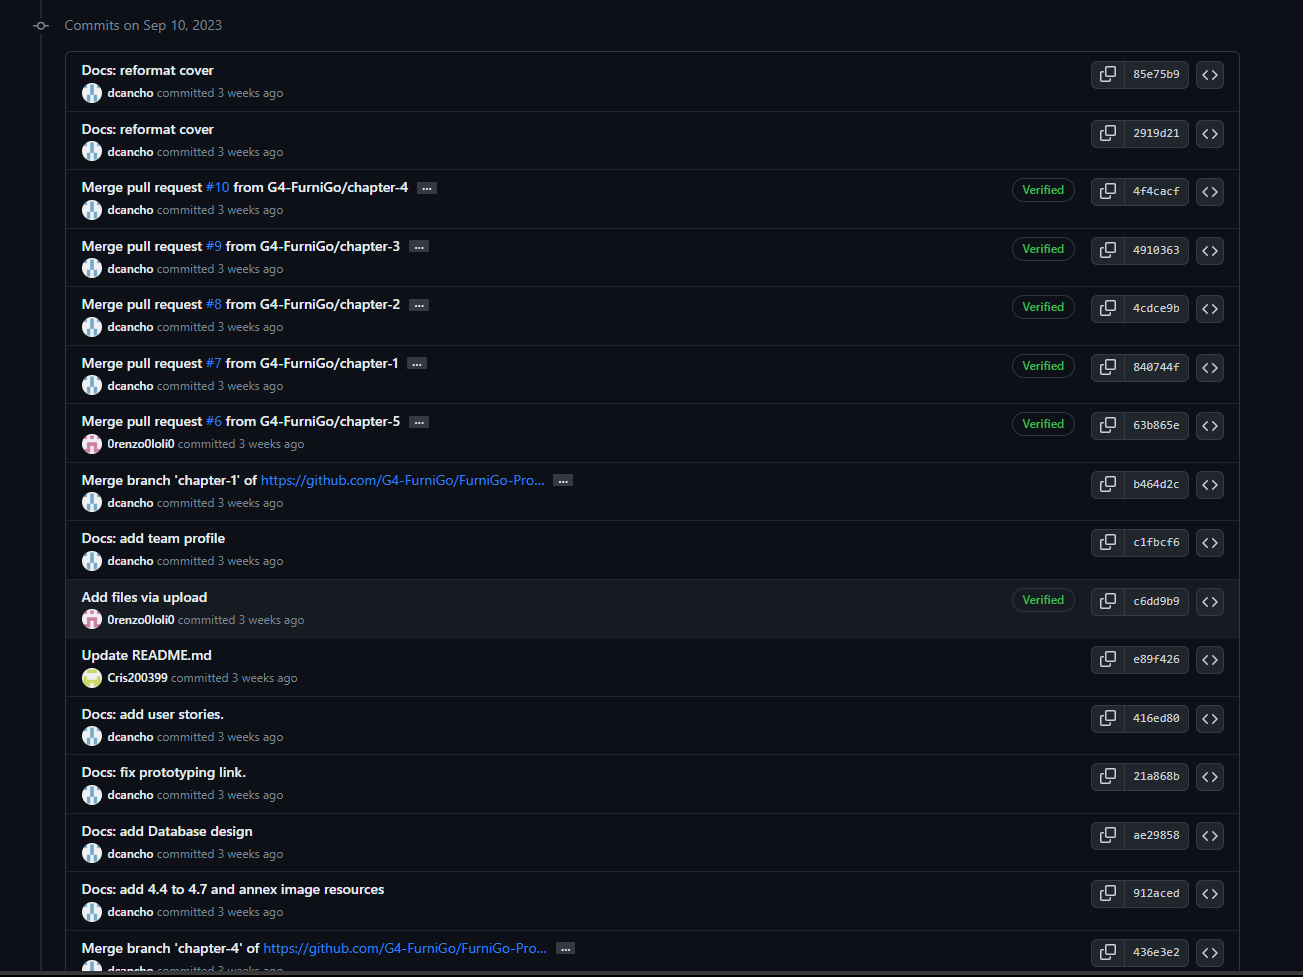 Commits on Sep 10, 2023
Docs: reformat cover
85e75b9
dcancho committed 3 weeks ago
Docs: reformat cover
2919d21
dcancho committed 3 weeks ago
Merge pull request #10 from G4-FurniGo/chapter-4 ...
Verified 4f4cacf
dcancho committed 3 weeks ago
Merge pull request #9 from G4-FurniGo/chapter-3 ...
Verified 4910363
dcancho committed 3 weeks ago
Merge pull request #8 from G4-FurniGo/chapter-2 ...
Verified 4cdce9b
dcancho committed 3 weeks ago
Merge pull request #7 from G4-FurniGo/chapter-1 ...
Verified 840744f
dcancho committed 3 weeks ago
Merge pull request #6 from G4-FurniGo/chapter-5 ...
Verified 63b865e
0renzo0loli0 committed 3 weeks ago
Merge branch 'chapter-1' of https://github.com/G4-FurniGo/FurniGo-Pro... ...
b464d2c
dcancho committed 3 weeks ago
Docs: add team profile
c1fbcf6
dcancho committed 3 weeks ago
Add files via upload
Verified c6dd9b9
0renzo0loli0 committed 3 weeks ago
Update README.md
e89f426
Cris200399 committed 3 weeks ago
Docs: add user stories.
416ed80
dcancho committed 3 weeks ago
Docs: fix prototyping link.
21a868b
dcancho committed 3 weeks ago
Docs: add Database design
ae29858
dcancho committed 3 weeks ago
Docs: add 4.4 to 4.7 and annex image resources
912aced
dcancho committed 3 weeks ago
Merge branch 'chapter-4' of https://github.com/G4-FurniGo/FurniGo-Pro... ...
436e3e2
dcancho committed 3 weeks ago